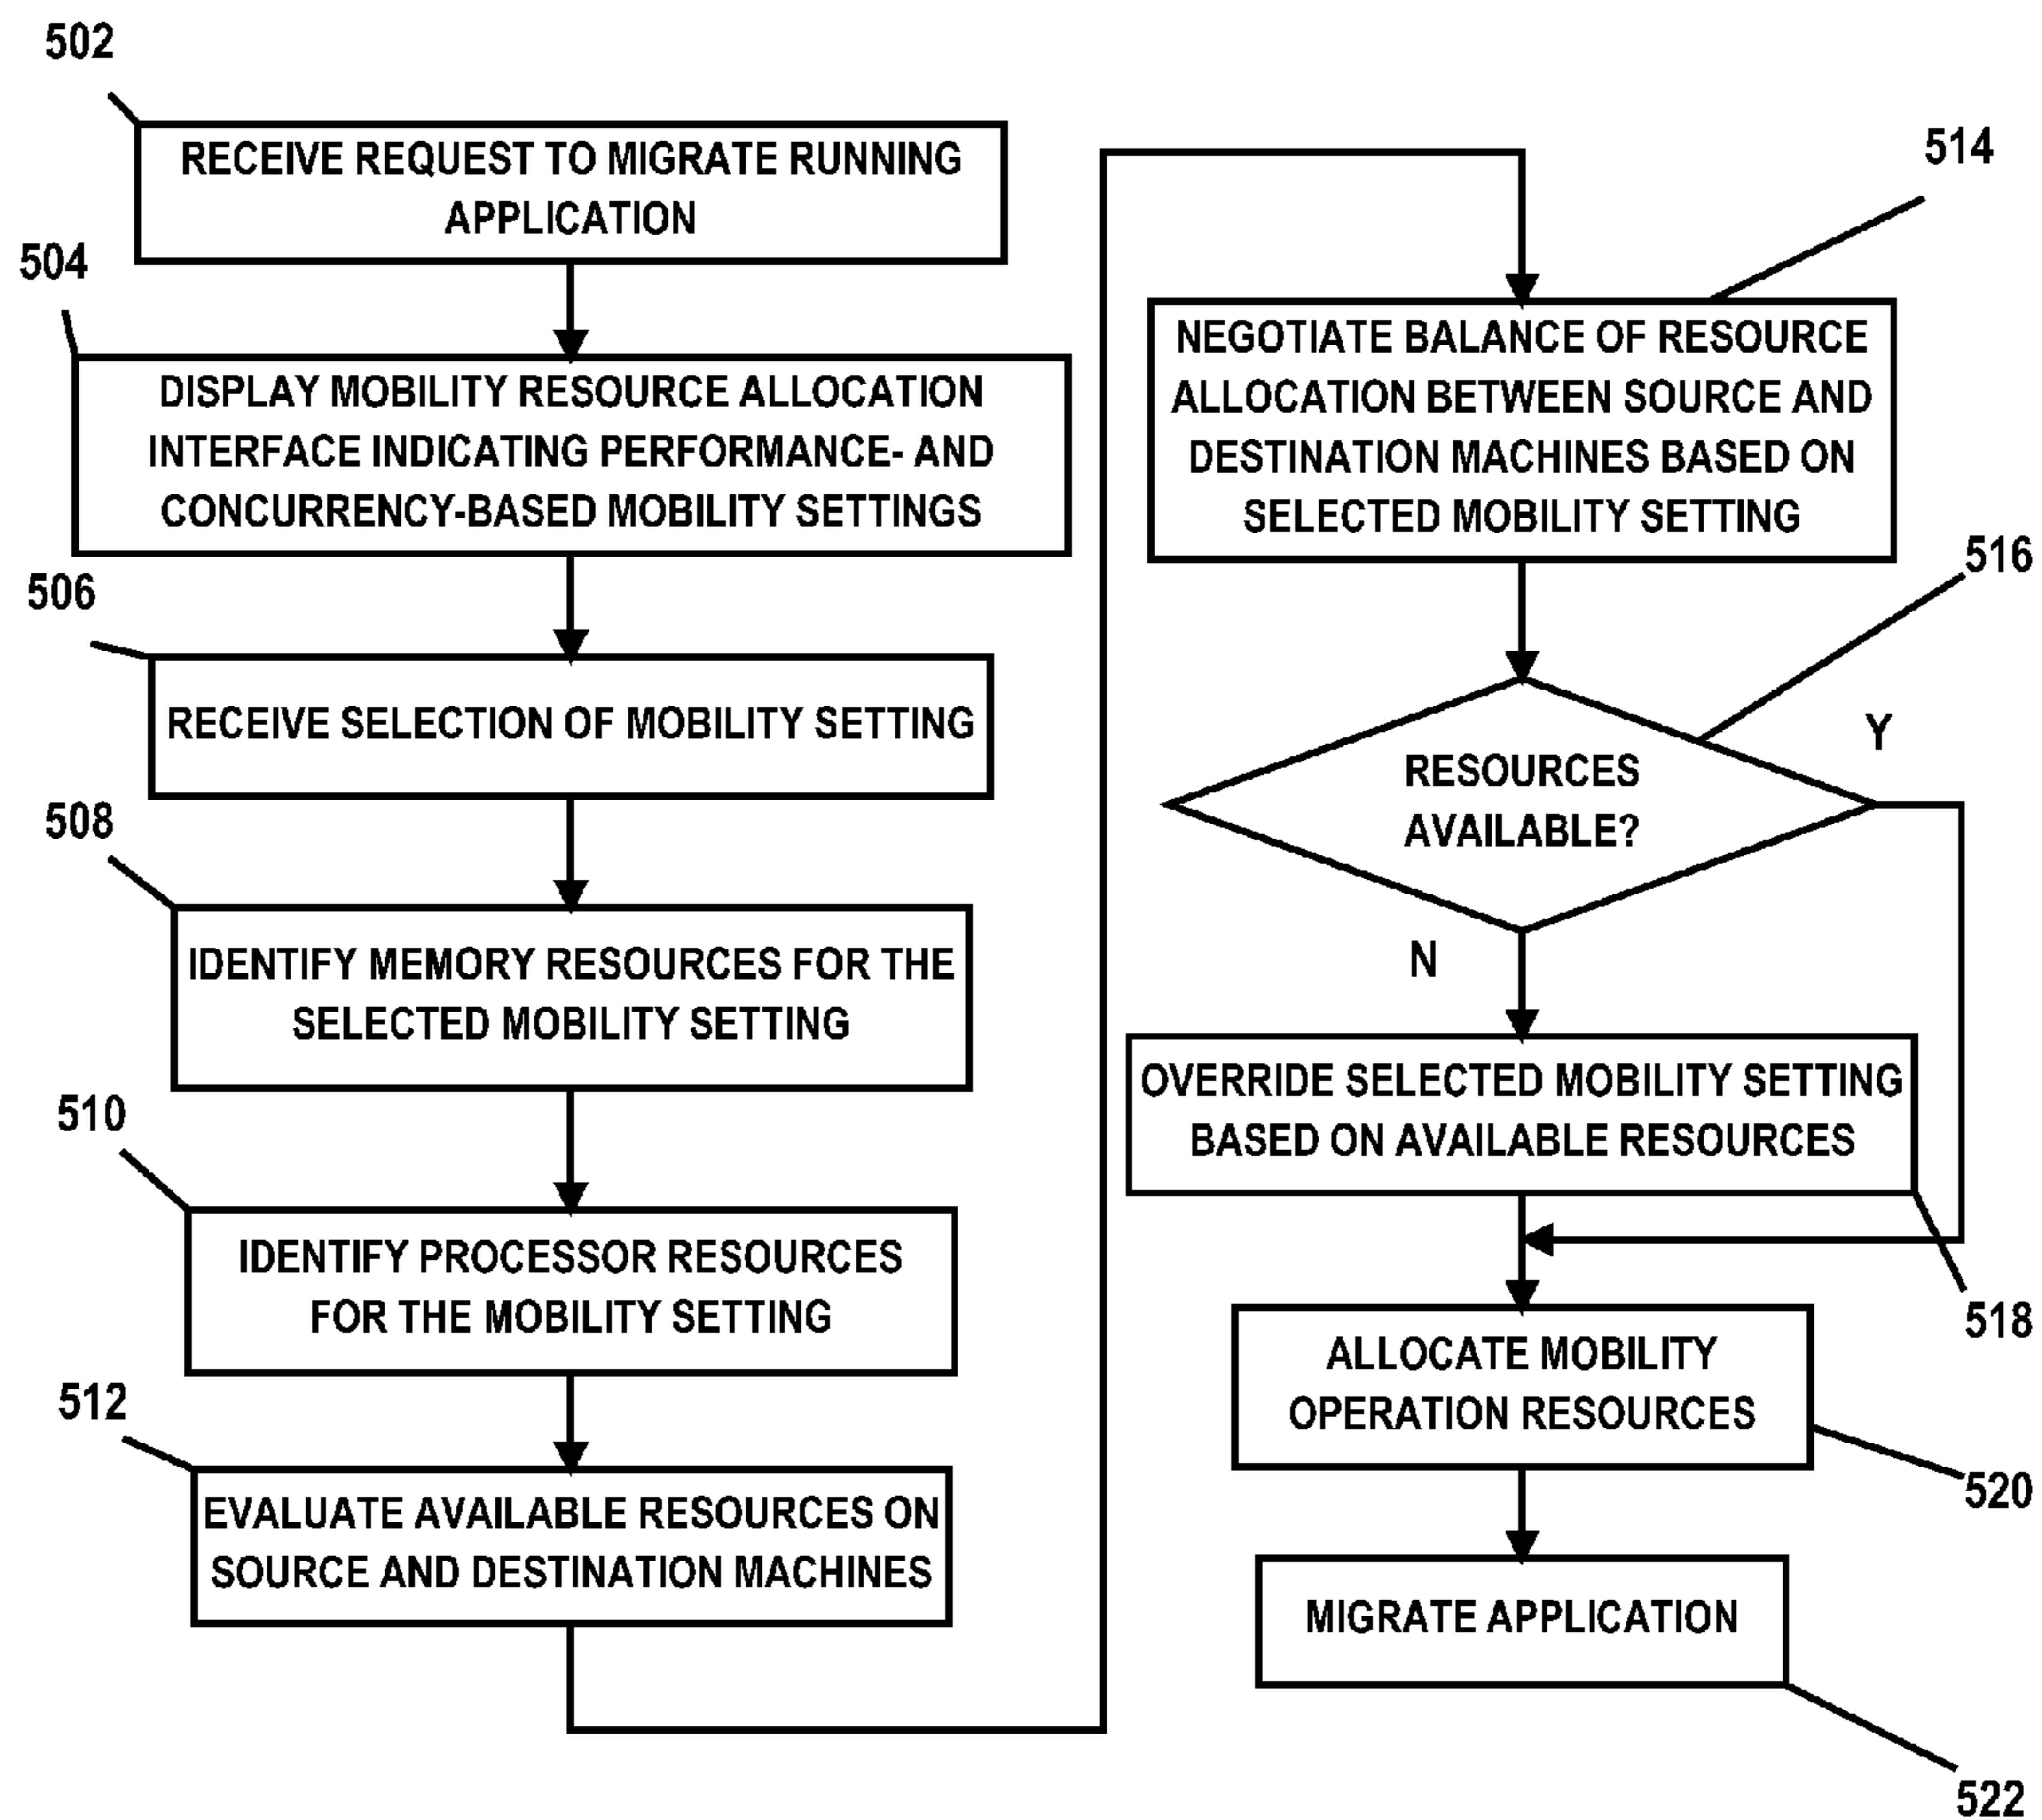 502
RECEIVE REQUEST TO MIGRATE RUNNING
APPLICATION
504
DISPLAY MOBILITY RESOURCE ALLOCATION
INTERFACE INDICATING PERFORMANCE- AND
CONCURRENCY-BASED MOBILITY SETTINGS
506
RECEIVE SELECTION OF MOBILITY SETTING
508
IDENTIFY MEMORY RESOURCES FOR THE
SELECTED MOBILITY SETTING
510
IDENTIFY PROCESSOR RESOURCES
FOR THE MOBILITY SETTING
512
EVALUATE AVAILABLE RESOURCES ON
SOURCE AND DESTINATION MACHINES
514
NEGOTIATE BALANCE OF RESOURCE
ALLOCATION BETWEEN SOURCE AND
DESTINATION MACHINES BASED ON
SELECTED MOBILITY SETTING
516
RESOURCES
AVAILABLE?
Y
N
OVERRIDE SELECTED MOBILITY SETTING
BASED ON AVAILABLE RESOURCES
518
ALLOCATE MOBILITY
OPERATION RESOURCES
520
MIGRATE APPLICATION
522